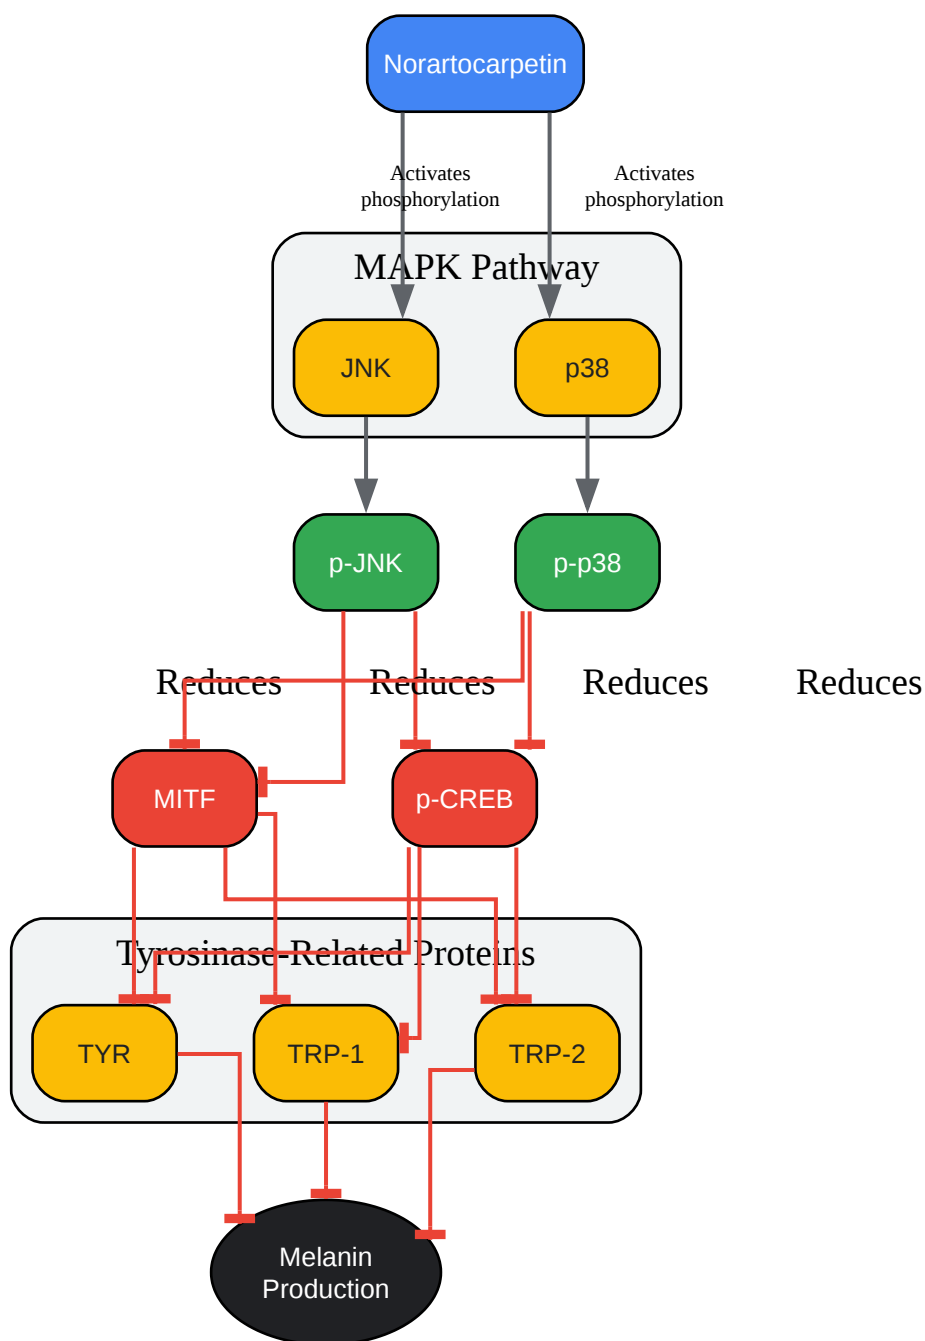 Norartocarpetin
Activates
phosphorylation
Activates
phosphorylation
MAPK Pathway
JNK
p38
p-JNK
p-p38
Reduces
Reduces
Reduces
Reduces
MITF
p-CREB
Tyrosinase-Related Proteins
TYR
TRP-1
TRP-2
Melanin
Production